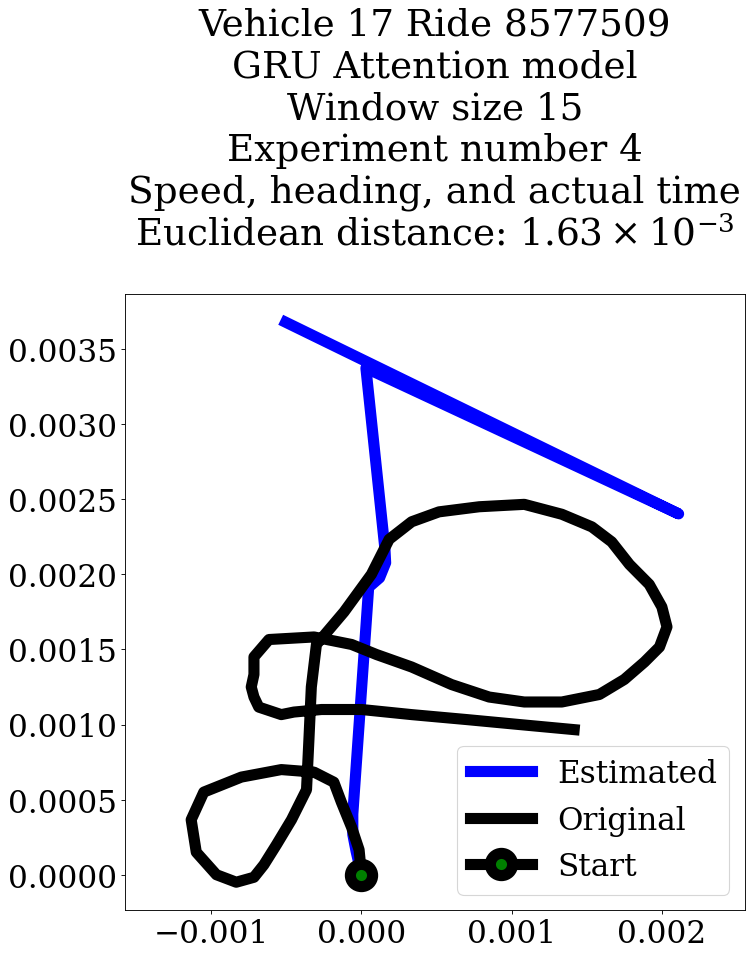 Vehicle 17 Ride 8577509
GRU Attention model
Window size 15
Experiment number 4
Speed, heading, and actual time
Euclidean distance: 1.63 × 10⁻³
0.0035
0.0030
0.0025
0.0020
0.0015
0.0010
0.0005
0.0000
Estimated
Original
Start
−0.001 0.000 0.001 0.002